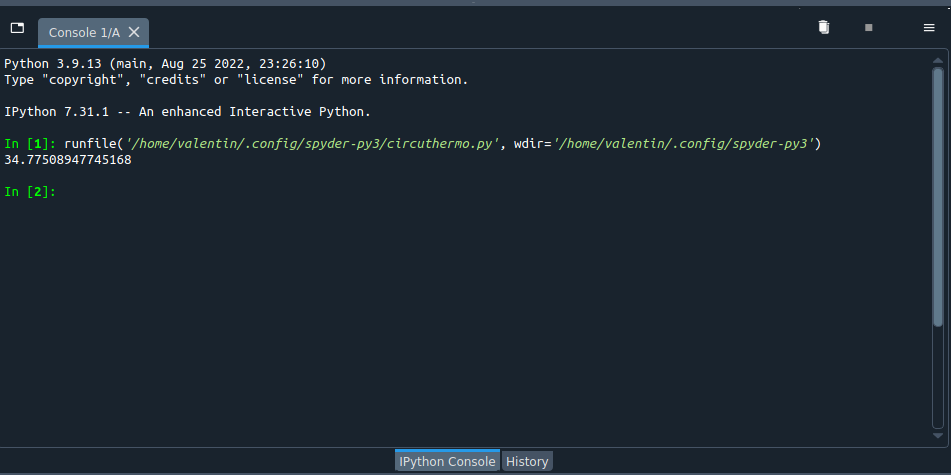 Console 1/A
Python 3.9.13 (main, Aug 25 2022, 23:26:10)
Type "copyright", "credits" or "license" for more information.
IPython 7.31.1 -- An enhanced Interactive Python.
In [1]: runfile('/home/valentin/.config/spyder-py3/circuthermo.py', wdir='/home/valentin/.config/spyder-py3')
34.77508947745168
In [2]:
IPython Console History